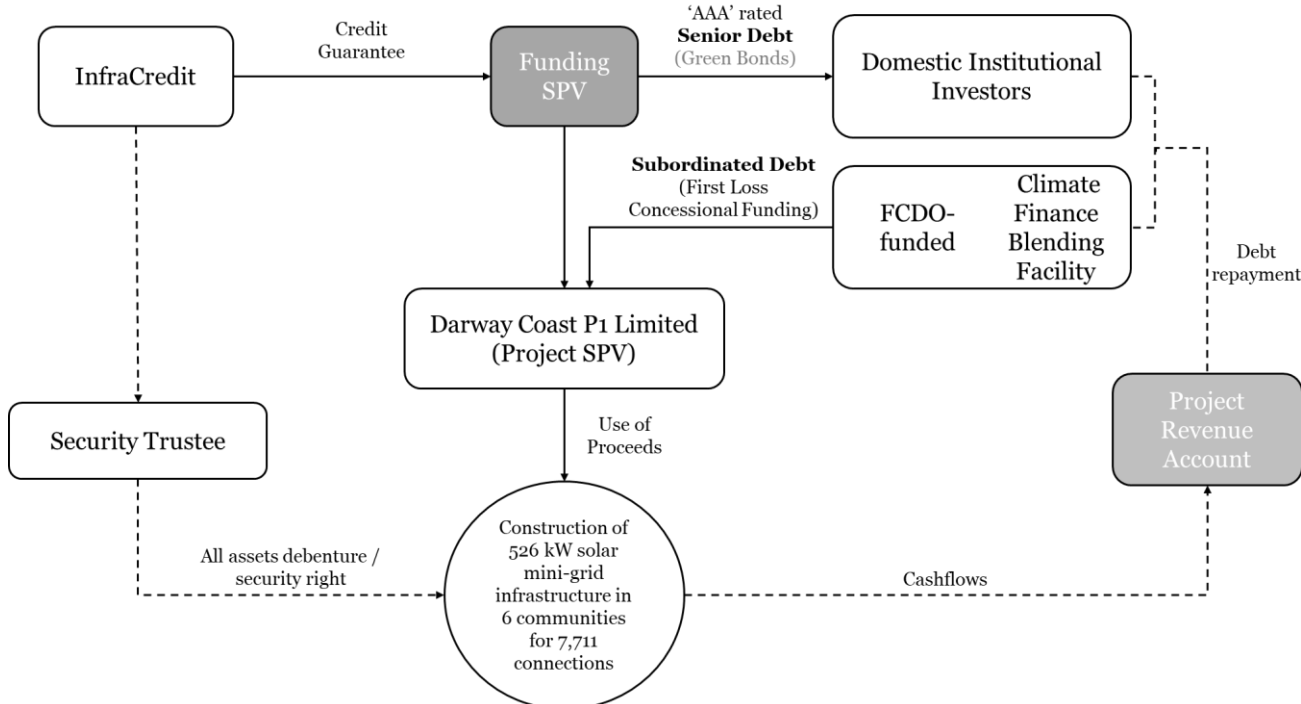 InfraCredit
Credit
Guarantee
Funding
SPV
'AAA' rated
Senior Debt
(Green Bonds)
Domestic Institutional
Investors
Subordinated Debt
(First Loss
Concessional Funding)
FCDO-
funded
Climate
Finance
Blending
Facility
Debt
repayment
Darway Coast P1 Limited
(Project SPV)
Security Trustee
Use of
Proceeds
Project
Revenue
Account
All assets debenture /
security right
Construction of
526 kW solar
mini-grid
infrastructure in
6 communities
for 7,711
connections
Cashflows